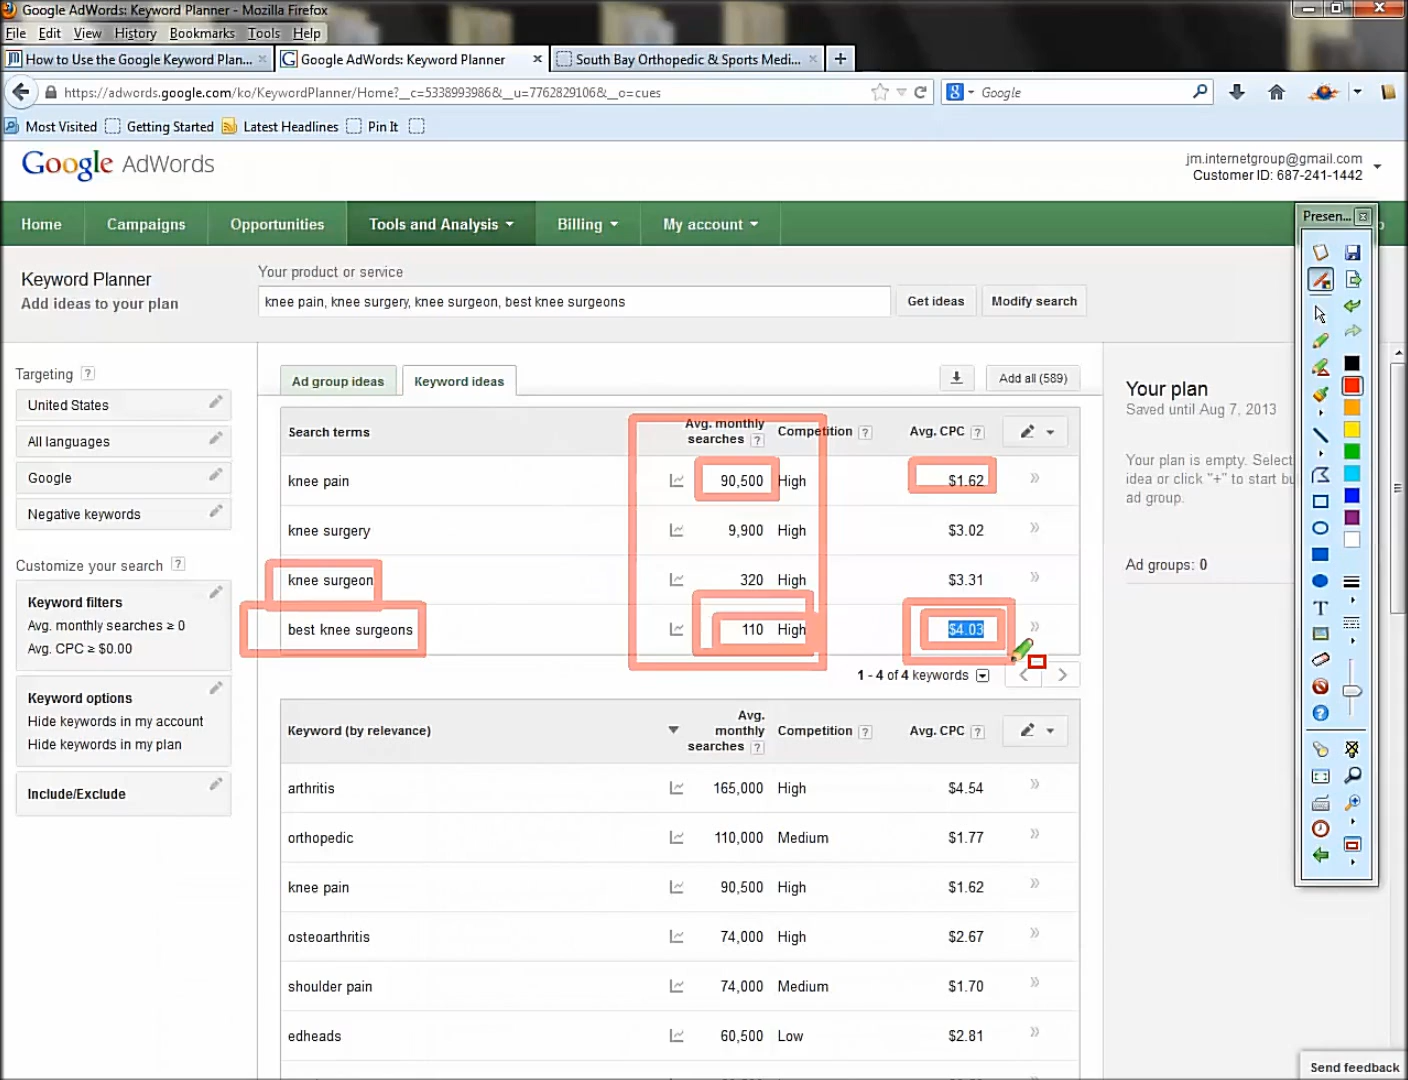 Google AdWords: Keyword Planner - Mozilla Firefox
File Edit View History Bookmarks Tools Help
How to Use the Google Keyword Plan... × Google AdWords: Keyword Planner × South Bay Orthopedic & Sports Medi... × +
https://adwords.google.com/ko/KeywordPlanner/Home?__c=5338993986&__u=7762829106&__o=cues Google
Most Visited Getting Started Latest Headlines Pin It
Google AdWords
jm.internetgroup@gmail.com
Customer ID: 687-241-1442
Home Campaigns Opportunities Tools and Analysis Billing My account
Presen...
Keyword Planner
Add ideas to your plan
Your product or service
knee pain, knee surgery, knee surgeon, best knee surgeons
Get ideas Modify search
Targeting ?
United States
All languages
Google
Negative keywords
Customize your search ?
Keyword filters
Avg. monthly searches ≥ 0
Avg. CPC ≥ $0.00
Keyword options
Hide keywords in my account
Hide keywords in my plan
Include/Exclude
Ad group ideas Keyword ideas Add all (589)
Search terms Avg. monthly searches ? Competition ? Avg. CPC ?
knee pain 90,500 High $1.62 »
knee surgery 9,900 High $3.02 »
knee surgeon 320 High $3.31 »
best knee surgeons 110 High $4.03 »
1 - 4 of 4 keywords
Keyword (by relevance) Avg. monthly searches ? Competition ? Avg. CPC ?
arthritis 165,000 High $4.54 »
orthopedic 110,000 Medium $1.77 »
knee pain 90,500 High $1.62 »
osteoarthritis 74,000 High $2.67 »
shoulder pain 74,000 Medium $1.70 »
edheads 60,500 Low $2.81 »
Your plan
Saved until Aug 7, 2013
Your plan is empty. Select
idea or click "+" to start bu
ad group.
Ad groups: 0
T
?
Send feedback